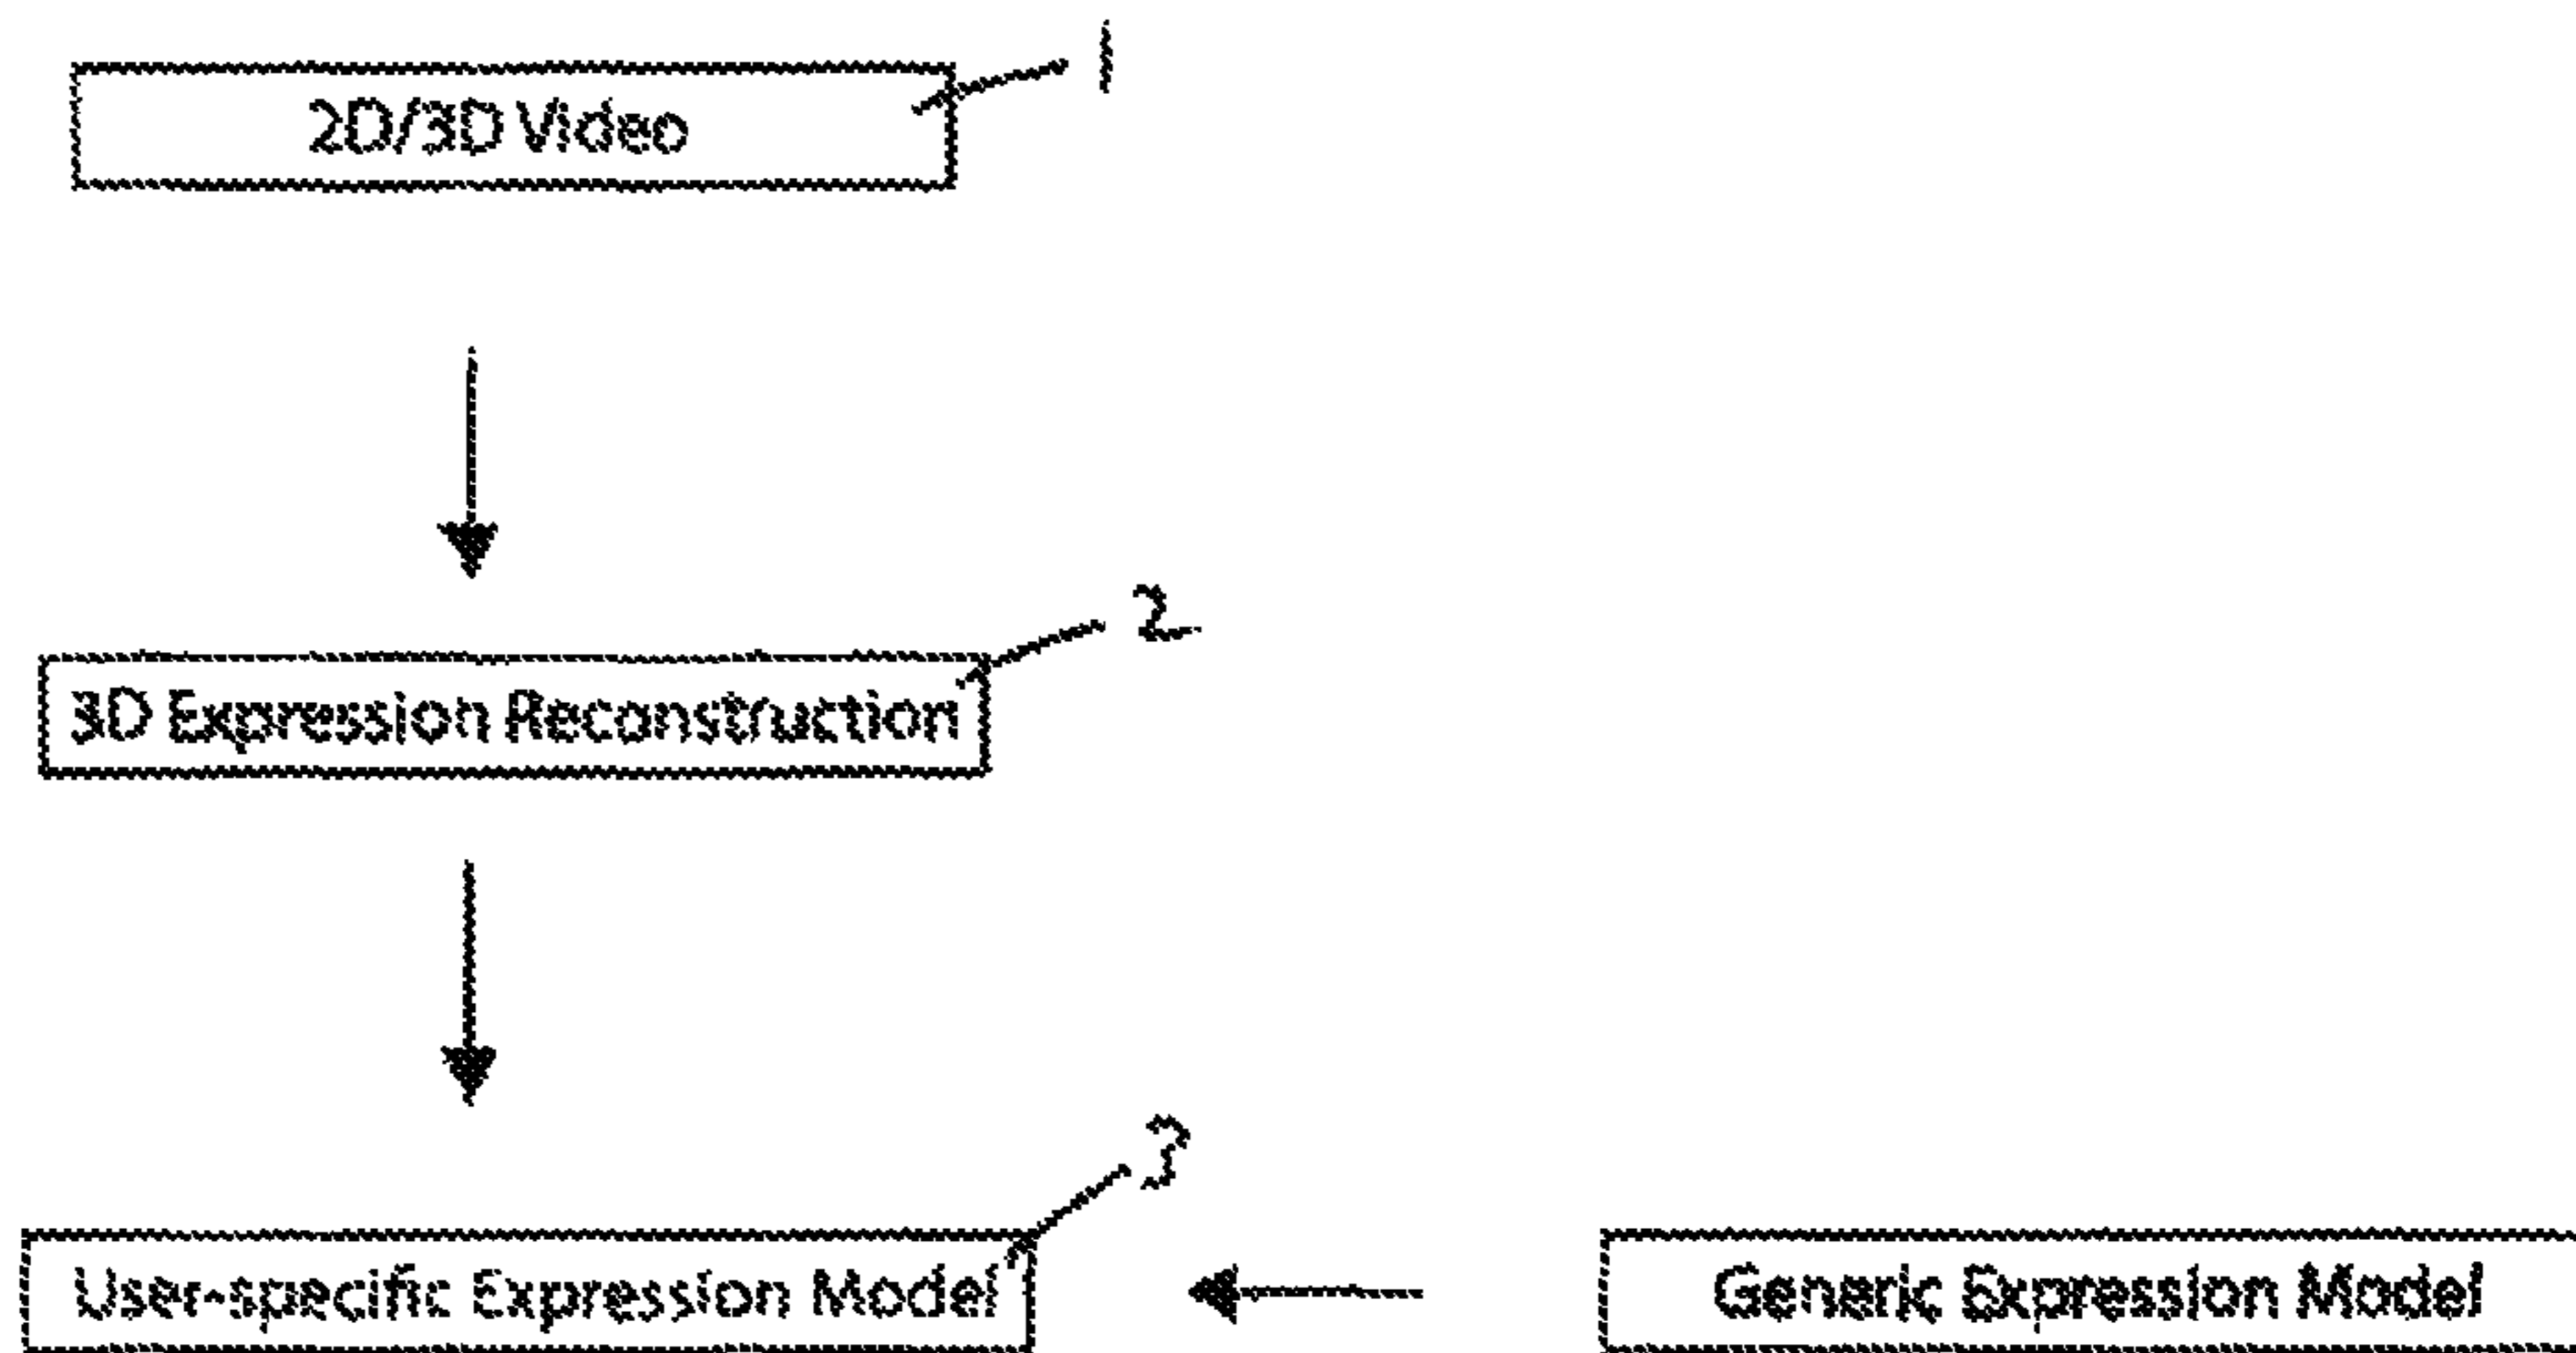 1
2D/3D Video
2
3D Expression Reconstruction
3
User-specific Expression Model
Generic Expression Model